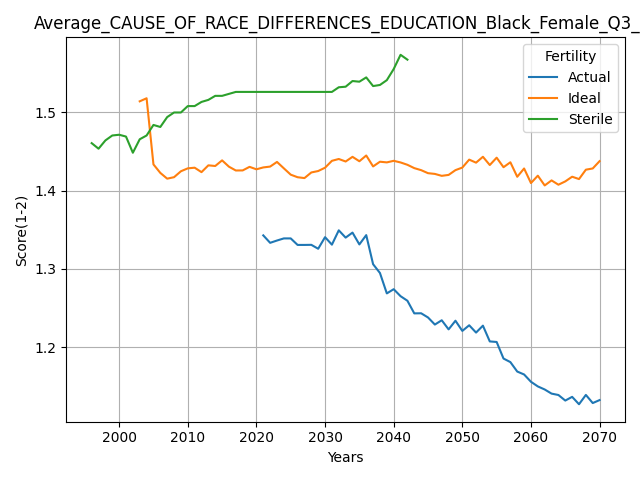 Average_CAUSE_OF_RACE_DIFFERENCES_EDUCATION_Black_Female_Q3_
Fertility
Actual
Ideal
Sterile
Score(1-2)
1.5
1.4
1.3
1.2
2000 2010 2020 2030 2040 2050 2060 2070
Years